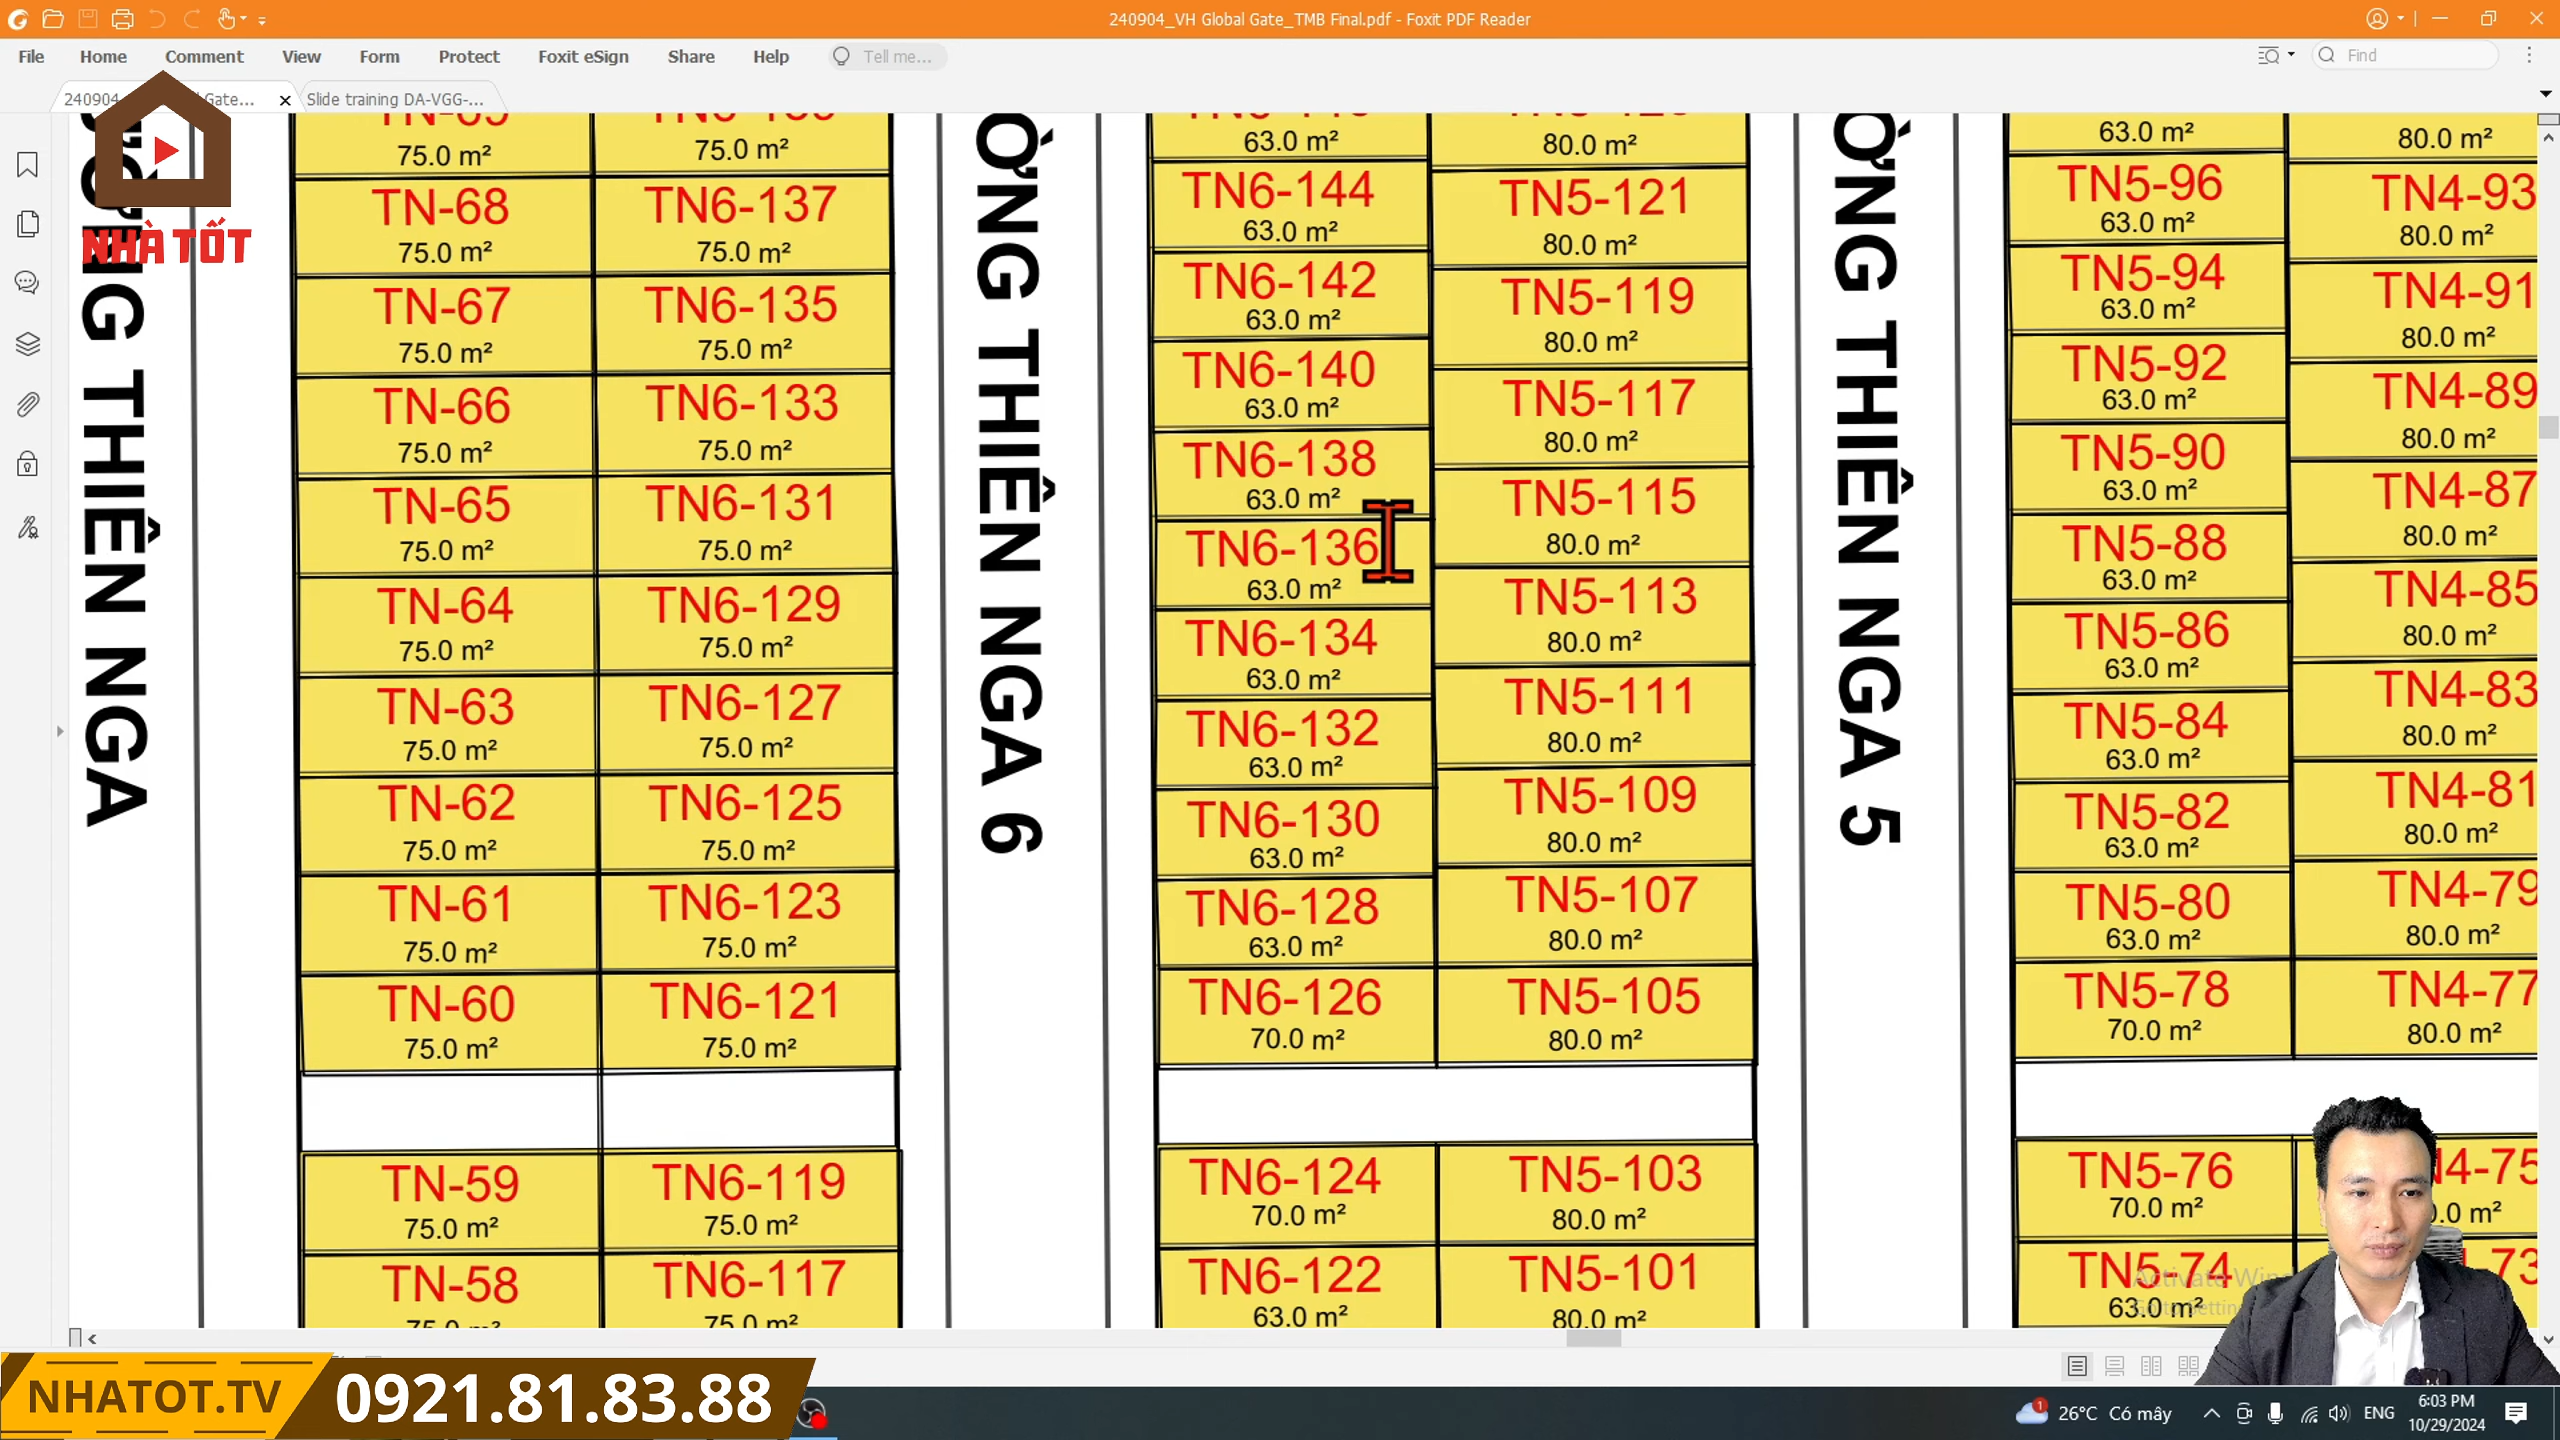 240904_VH Global Gate_TMB Final.pdf - Foxit PDF Reader
File Home Comment View Form Protect Foxit eSign Share Help Tell me... Find
240904_ Gate... Slide training DA-VGG-...
NHÀ TỐT
THIÊN NGA
75.0 m²
TN-68
75.0 m²
TN-67
75.0 m²
TN-66
75.0 m²
TN-65
75.0 m²
TN-64
75.0 m²
TN-63
75.0 m²
TN-62
75.0 m²
TN-61
75.0 m²
TN-60
75.0 m²
TN-59
75.0 m²
TN-58
75.0 m²
TN6-137
75.0 m²
TN6-135
75.0 m²
TN6-133
75.0 m²
TN6-131
75.0 m²
TN6-129
75.0 m²
TN6-127
75.0 m²
TN6-125
75.0 m²
TN6-123
75.0 m²
TN6-121
75.0 m²
TN6-119
75.0 m²
TN6-117
75.0 m²
ỜNG THIÊN NGA 6
63.0 m²
TN6-144
63.0 m²
TN6-142
63.0 m²
TN6-140
63.0 m²
TN6-138
63.0 m²
TN6-136
63.0 m²
TN6-134
63.0 m²
TN6-132
63.0 m²
TN6-130
63.0 m²
TN6-128
63.0 m²
TN6-126
70.0 m²
TN6-124
70.0 m²
TN6-122
63.0 m²
80.0 m²
TN5-121
80.0 m²
TN5-119
80.0 m²
TN5-117
80.0 m²
TN5-115
80.0 m²
TN5-113
80.0 m²
TN5-111
80.0 m²
TN5-109
80.0 m²
TN5-107
80.0 m²
TN5-105
80.0 m²
TN5-103
80.0 m²
TN5-101
80.0 m²
ỜNG THIÊN NGA 5
63.0 m²
TN5-96
63.0 m²
TN5-94
63.0 m²
TN5-92
63.0 m²
TN5-90
63.0 m²
TN5-88
63.0 m²
TN5-86
63.0 m²
TN5-84
63.0 m²
TN5-82
63.0 m²
TN5-80
63.0 m²
TN5-78
70.0 m²
TN5-76
70.0 m²
TN5-74
63.0 m²
80.0 m²
TN4-93
80.0 m²
TN4-91
80.0 m²
TN4-89
80.0 m²
TN4-87
80.0 m²
TN4-85
80.0 m²
TN4-83
80.0 m²
TN4-81
80.0 m²
TN4-79
80.0 m²
TN4-77
80.0 m²
4-75
.0 m²
-73
NHATOT.TV 0921.81.83.88
26°C Có mây ENG 6:03 PM
10/29/2024